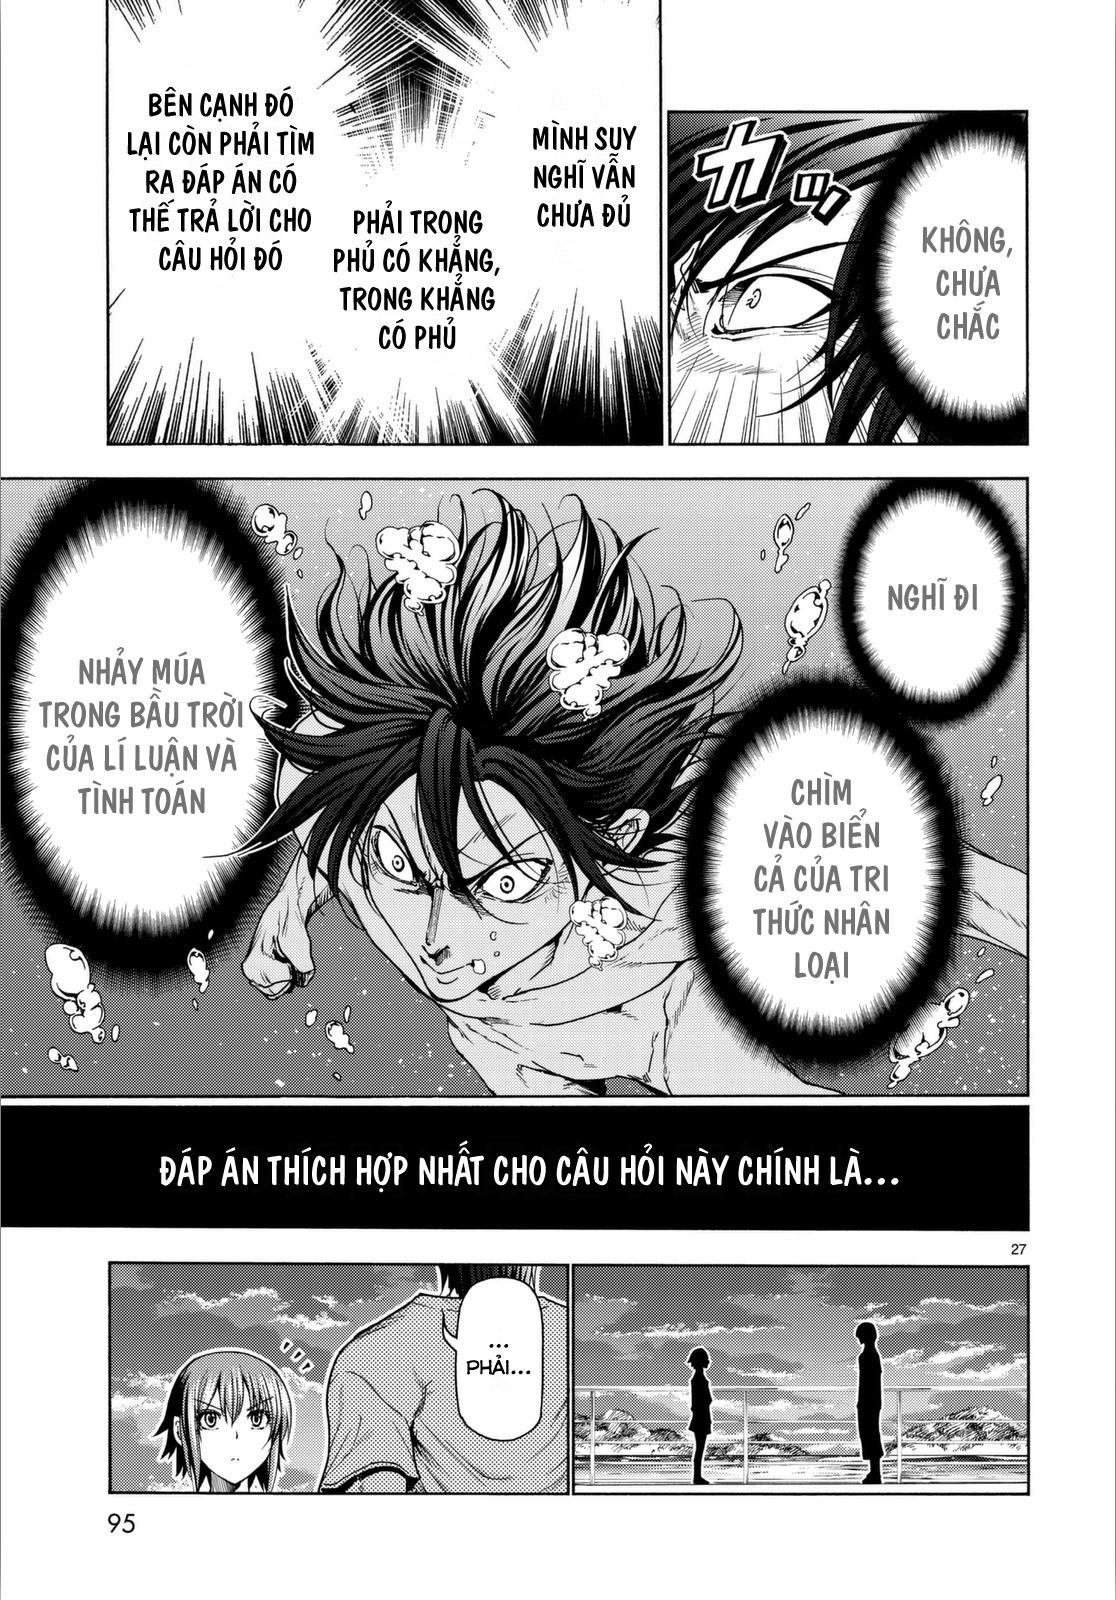 KHÔNG,
CHƯA
CHẮC
カッ
MÌNH SUY
NGHĨ VẪN
CHƯA ĐỦ
PHẢI TRONG
PHỦ CÓ KHẲNG,
TRONG KHẲNG
CÓ PHỦ
BÊN CẠNH ĐÓ
LẠI CÒN PHẢI TÌM
RA ĐÁP ÁN CÓ
THẾ TRẢ LỜI CHO
CÂU HỎI ĐÓ
NGHĨ ĐI
CHÌM
VÀO BIỂN
CẢ CỦA TRI
THỨC NHÂN
LOẠI
NHẢY MÚA
TRONG BẦU TRỜI
CỦA LÍ LUẬN VÀ
TÌNH TOÁN
ĐÁP ÁN THÍCH HỢP NHẤT CHO CÂU HỎI NÀY CHÍNH LÀ...
27
...
PHẢI...
95